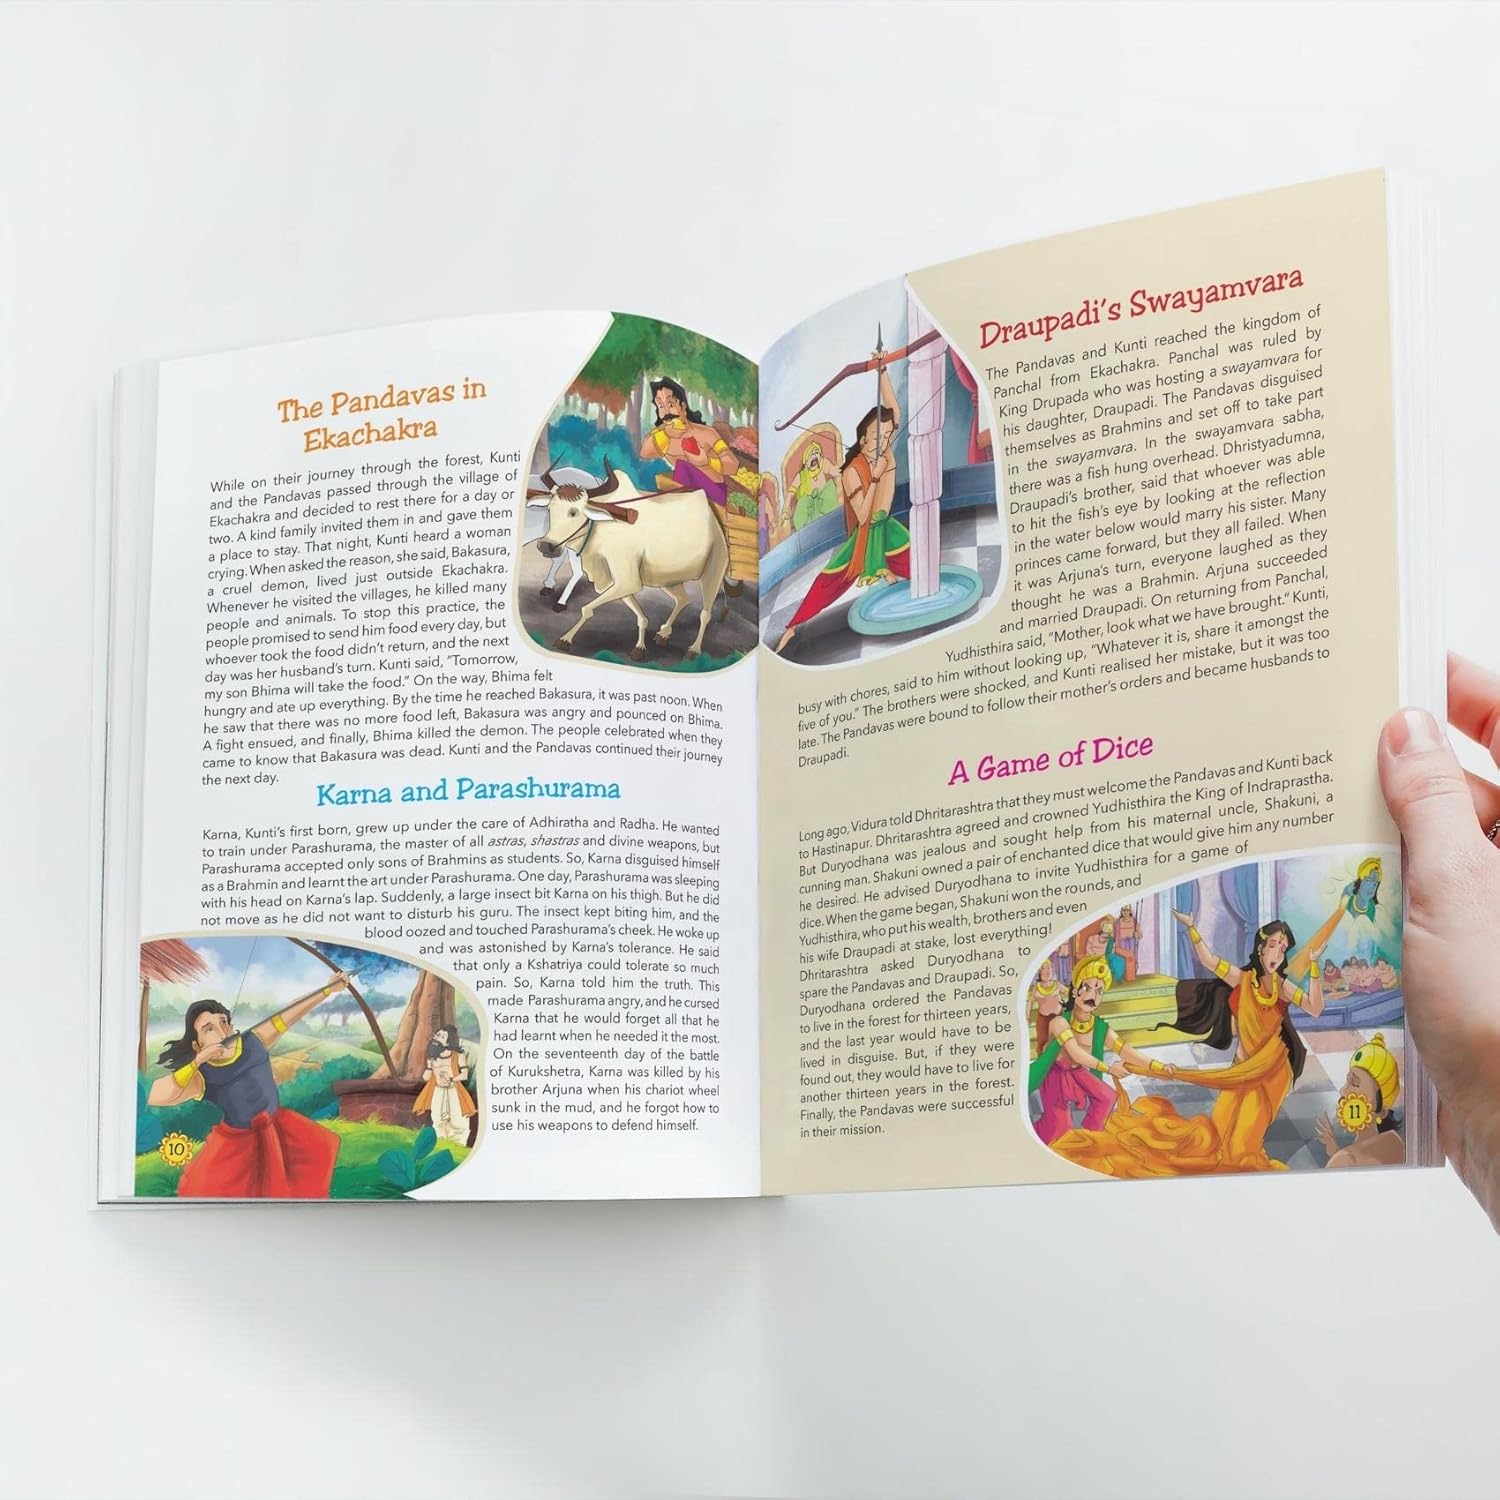 The Pandavas in
Ekachakra
While on their journey through the forest, Kunti
and the Pandavas passed through the village of
Ekachakra and decided to rest there for a day or
two. A kind family invited them in and gave them
a place to stay. That night, Kunti heard a woman
crying. When asked the reason, she said, Bakasura,
a cruel demon, lived just outside Ekachakra.
Whenever he visited the villages, he killed many
people and animals. To stop this practice, the
people promised to send him food every day, but
whoever took the food didn't return, and the next
day was her husband's turn. Kunti said, "Tomorrow,
my son Bhima will take the food." On the way, Bhima felt
hungry and ate up everything. By the time he reached Bakasura, it was past noon. When
he saw that there was no more food left, Bakasura was angry and pounced on Bhima.
A fight ensued, and finally, Bhima killed the demon. The people celebrated when they
came to know that Bakasura was dead. Kunti and the Pandavas continued their journey
the next day.
Karna and Parashurama
Karna, Kunti's first born, grew up under the care of Adhiratha and Radha. He wanted
to train under Parashurama, the master of all astras, shastras and divine weapons, but
Parashurama accepted only sons of Brahmins as students. So, Karna disguised himself
as a Brahmin and learnt the art under Parashurama. One day, Parashurama was sleeping
with his head on Karna's lap. Suddenly, a large insect bit Karna on his thigh. But he did
not move as he did not want to disturb his guru. The insect kept biting him, and the
blood oozed and touched Parashurama's cheek. He woke up
and was astonished by Karna's tolerance. He said
that only a Kshatriya could tolerate so much
pain. So, Karna told him the truth. This
made Parashurama angry, and he cursed
Karna that he would forget all that he
had learnt when he needed it the most.
On the seventeenth day of the battle
of Kurukshetra, Karna was killed by his
brother Arjuna when his chariot wheel
sunk in the mud, and he forgot how to
use his weapons to defend himself.
10
Draupadi's Swayamvara
The Pandavas and Kunti reached the kingdom of
Panchal from Ekachakra. Panchal was ruled by
King Drupada who was hosting a swayamvara for
his daughter, Draupadi. The Pandavas disguised
themselves as Brahmins and set off to take part
in the swayamvara. In the swayamvara sabha,
there was a fish hung overhead. Dhristyadumna,
Draupadi's brother, said that whoever was able
to hit the fish's eye by looking at the reflection
in the water below would marry his sister. Many
princes came forward, but they all failed. When
it was Arjuna's turn, everyone laughed as they
thought he was a Brahmin. Arjuna succeeded
and married Draupadi. On returning from Panchal,
Yudhisthira said, "Mother, look what we have brought." Kunti,
busy with chores, said to him without looking up, "Whatever it is, share it amongst the
five of you." The brothers were shocked, and Kunti realised her mistake, but it was too
late. The Pandavas were bound to follow their mother's orders and became husbands to
Draupadi.
A Game of Dice
Long ago, Vidura told Dhritarashtra that they must welcome the Pandavas and Kunti back
to Hastinapur. Dhritarashtra agreed and crowned Yudhisthira the King of Indraprastha.
But Duryodhana was jealous and sought help from his maternal uncle, Shakuni, a
cunning man. Shakuni owned a pair of enchanted dice that would give him any number
he desired. He advised Duryodhana to invite Yudhisthira for a game of
dice. When the game began, Shakuni won the rounds, and
Yudhisthira, who put his wealth, brothers and even
his wife Draupadi at stake, lost everything!
Dhritarashtra asked Duryodhana to
spare the Pandavas and Draupadi. So,
Duryodhana ordered the Pandavas
to live in the forest for thirteen years,
and the last year would have to be
lived in disguise. But, if they were
found out, they would have to live for
another thirteen years in the forest.
Finally, the Pandavas were successful
in their mission.
11